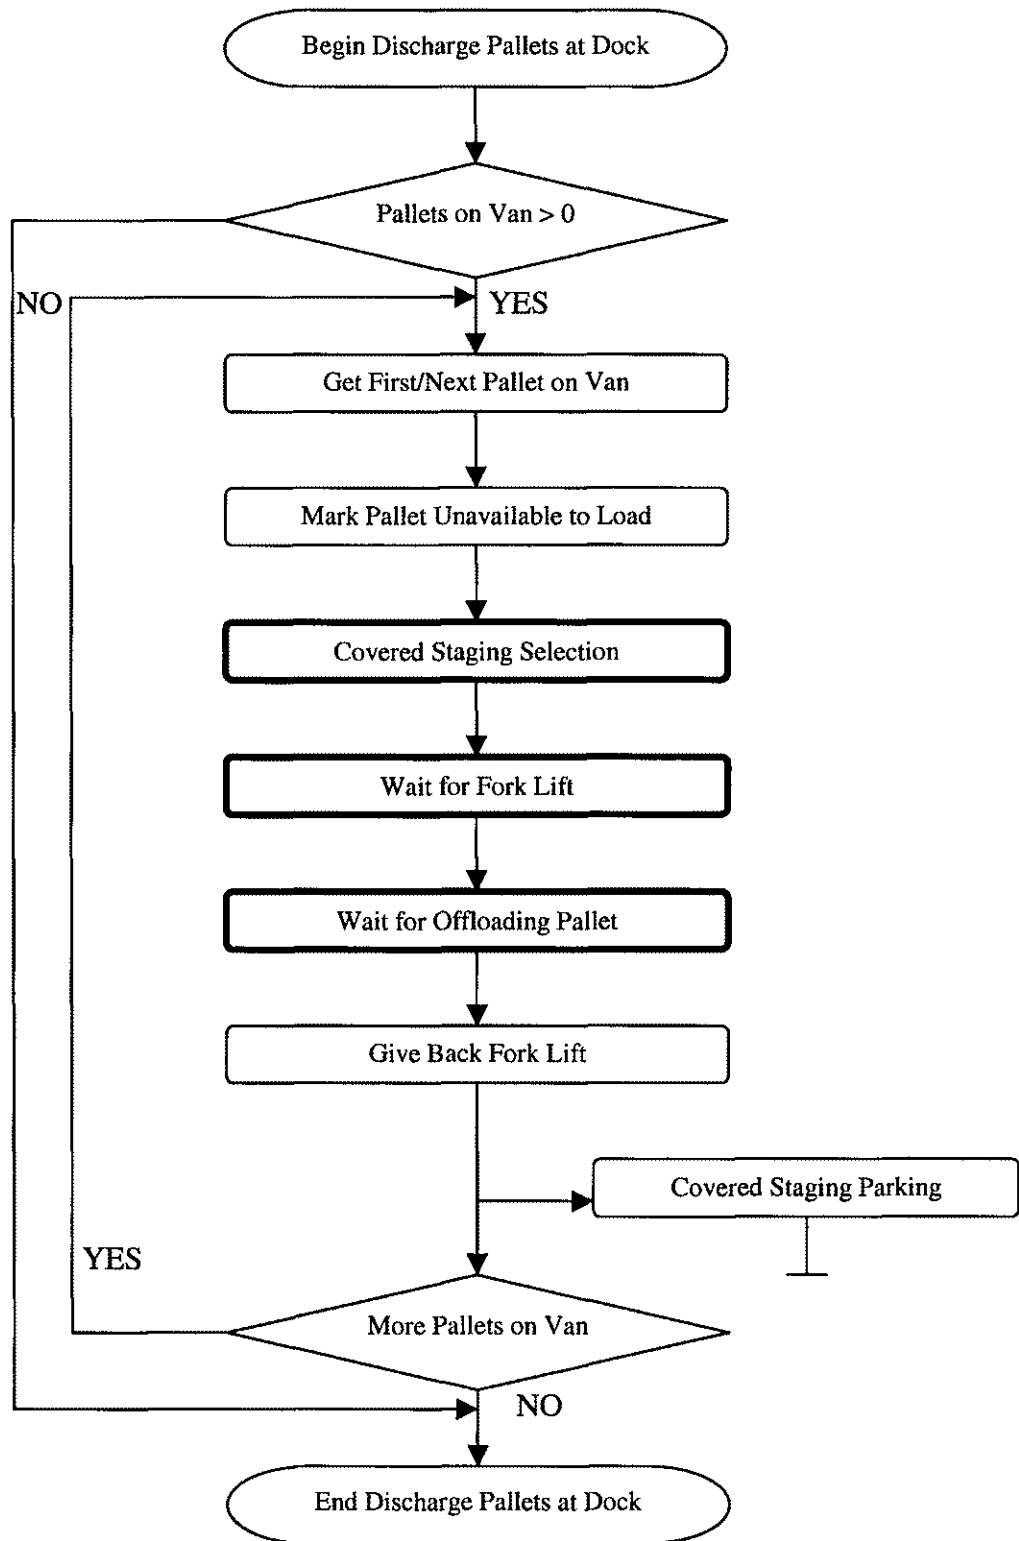 Begin Discharge Pallets at Dock
Pallets on Van > 0
NO
YES
Get First/Next Pallet on Van
Mark Pallet Unavailable to Load
Covered Staging Selection
Wait for Fork Lift
Wait for Offloading Pallet
Give Back Fork Lift
Covered Staging Parking
YES
More Pallets on Van
NO
End Discharge Pallets at Dock